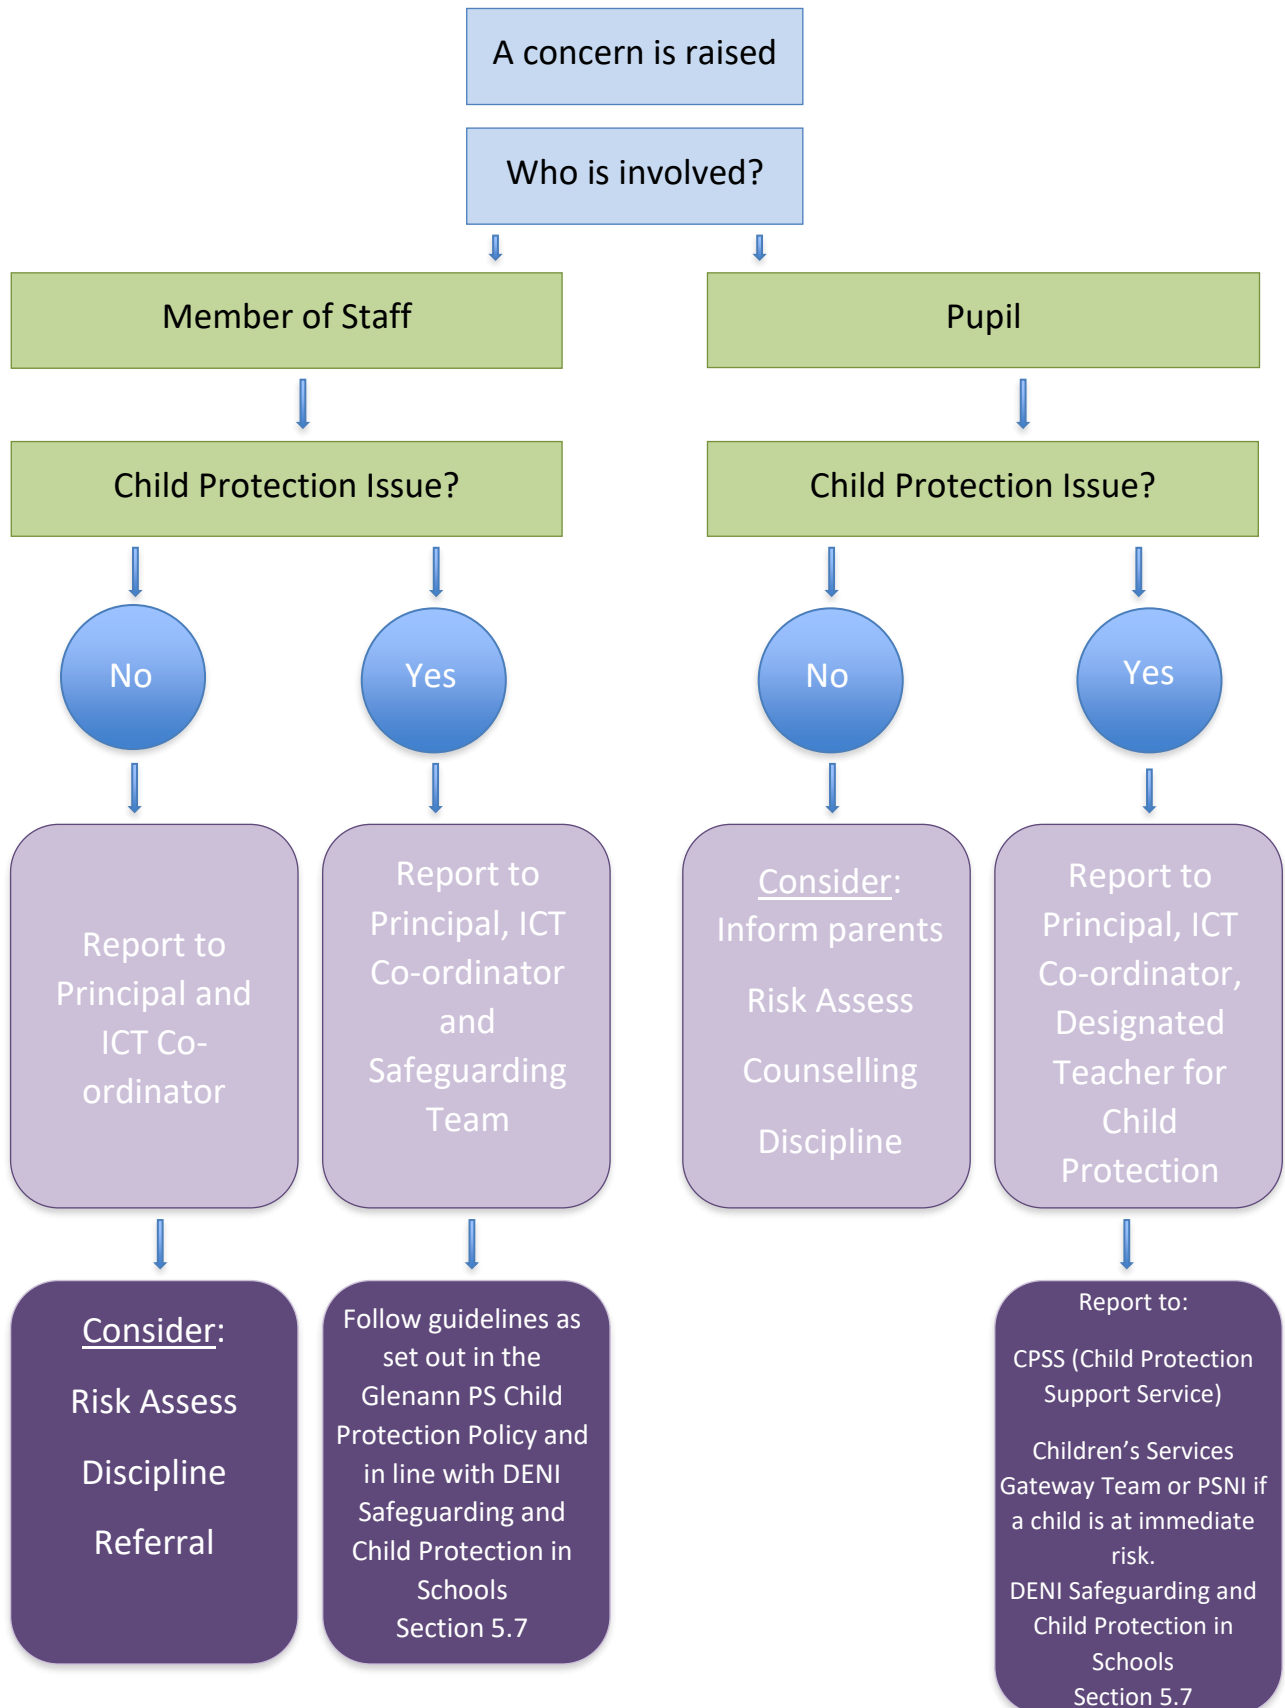 A concern is raised
Who is involved?
Member of Staff
Pupil
Child Protection Issue?
Child Protection Issue?
No
Yes
No
Yes
Report to
Principal and
ICT Co-
ordinator
Report to
Principal, ICT
Co-ordinator
and
Safeguarding
Team
Consider:
Inform parents
Risk Assess
Counselling
Discipline
Report to
Principal, ICT
Co-ordinator,
Designated
Teacher for
Child
Protection
Consider:
Risk Assess
Discipline
Referral
Follow guidelines as
set out in the
Glenann PS Child
Protection Policy and
in line with DENI
Safeguarding and
Child Protection in
Schools
Section 5.7
Report to:
CPSS (Child Protection
Support Service)
Children’s Services
Gateway Team or PSNI if
a child is at immediate
risk.
DENI Safeguarding and
Child Protection in
Schools
Section 5.7